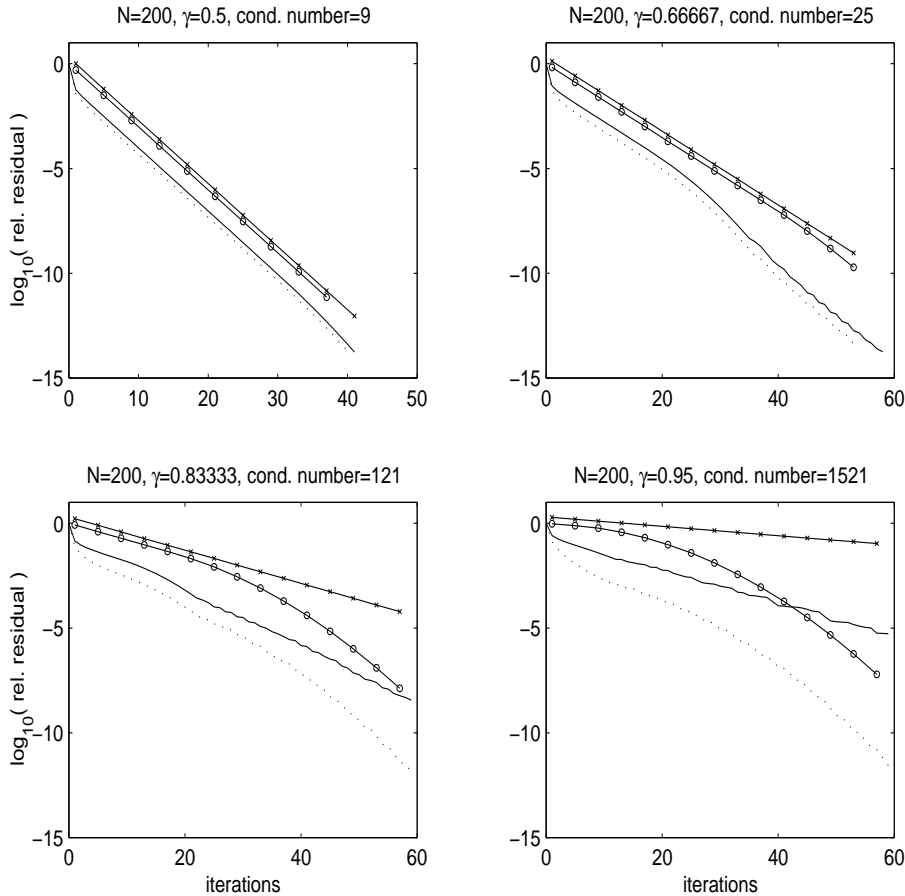 N=200, γ=0.5, cond. number=9
0
−5
−10
−15
0 10 20 30 40 50
log10( rel. residual )
N=200, γ=0.66667, cond. number=25
0
−5
−10
−15
0 20 40 60
N=200, γ=0.83333, cond. number=121
0
−5
−10
−15
0 20 40 60
log10( rel. residual )
iterations
N=200, γ=0.95, cond. number=1521
0
−5
−10
−15
0 20 40 60
iterations